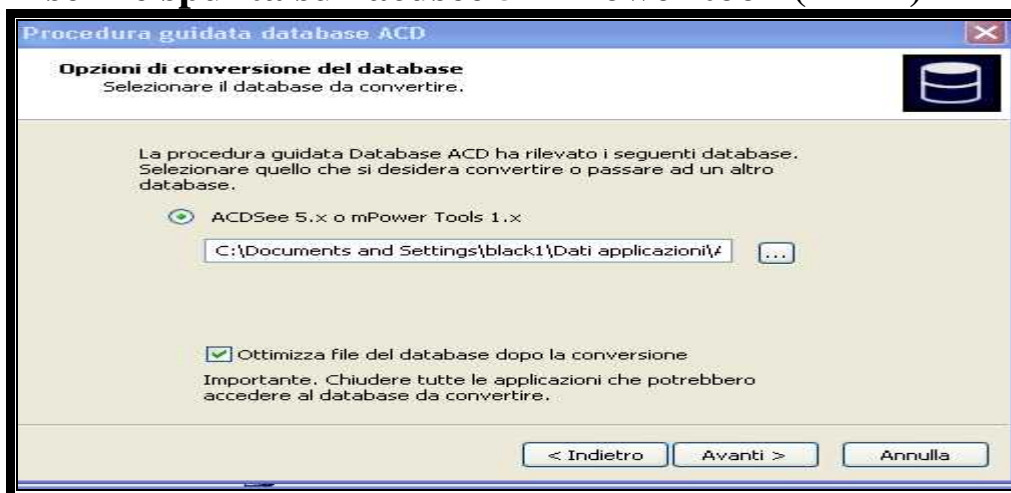 Procedura guidata database ACD
Opzioni di conversione del database
Selezionare il database da convertire.
La procedura guidata Database ACD ha rilevato i seguenti database.
Selezionare quello che si desidera convertire o passare ad un altro
database.
ACDSee 5.x o mPower Tools 1.x
C:\Documents and Settings\black1\Dati applicazioni\A
...
Ottimizza file del database dopo la conversione
Importante. Chiudere tutte le applicazioni che potrebbero
accedere al database da convertire.
< Indietro
Avanti >
Annulla